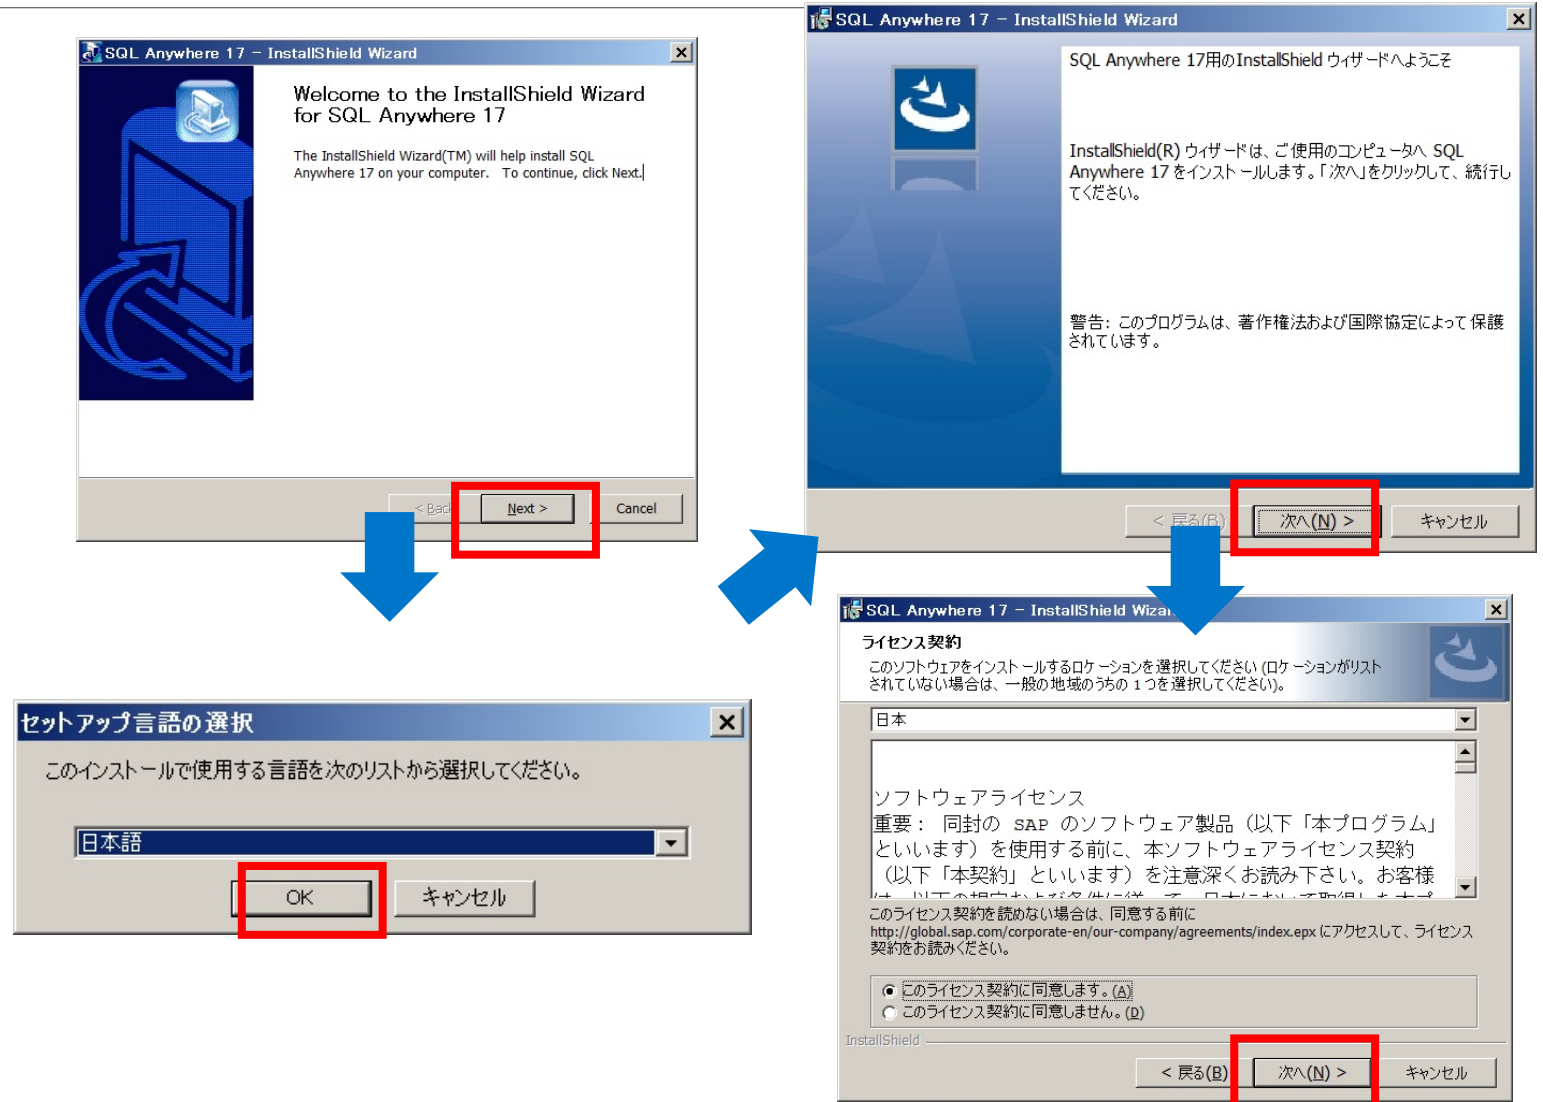 SQL Anywhere 17 - InstallShield Wizard
Welcome to the InstallShield Wizard
for SQL Anywhere 17
The InstallShield Wizard(TM) will help install SQL
Anywhere 17 on your computer. To continue, click Next.
< Back
Next >
Cancel
セットアップ言語の選択
このインストールで使用する言語を次のリストから選択してください。
日本語
OK
キャンセル
SQL Anywhere 17 - InstallShield Wizard
SQL Anywhere 17用のInstallShield ウィザードへようこそ
InstallShield(R) ウィザードは、ご使用のコンピュータへ SQL
Anywhere 17 をインストールします。「次へ」をクリックして、続行し
てください。
警告: このプログラムは、著作権法および国際協定によって保護
されています。
< 戻る(B)
次へ(N) >
キャンセル
SQL Anywhere 17 - InstallShield Wizard
ライセンス契約
このソフトウェアをインストールするロケーションを選択してください (ロケーションがリスト
されていない場合は、一般の地域のうちの 1つを選択してください)。
日本
ソフトウェアライセンス
重要： 同封の SAP のソフトウェア製品（以下「本プログラム」
といいます）を使用する前に、本ソフトウェアライセンス契約
（以下「本契約」といいます）を注意深くお読み下さい。お客様
このライセンス契約を読めない場合は、同意する前に
http://global.sap.com/corporate-en/our-company/agreements/index.epx にアクセスして、ライセンス
契約をお読みください。
このライセンス契約に同意します。(A)
このライセンス契約に同意しません。(D)
InstallShield
< 戻る(B)
次へ(N) >
キャンセル